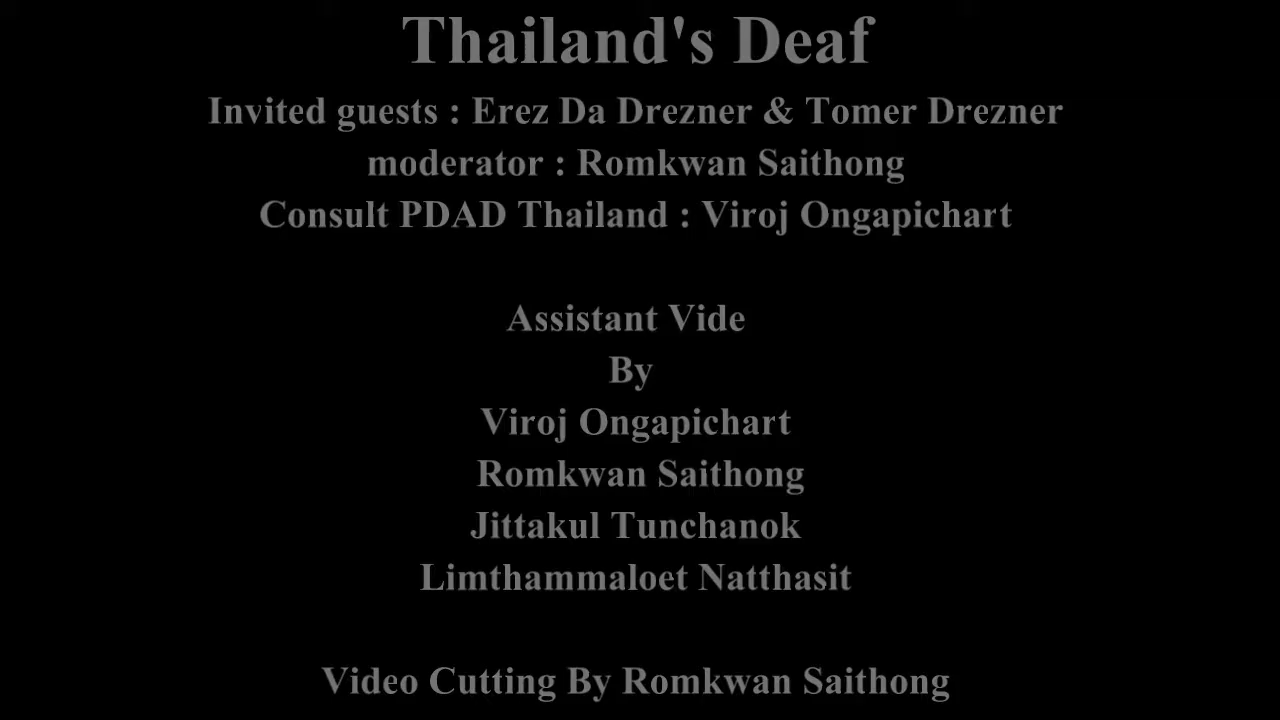 Thailand's Deaf
Invited guests : Erez Da Drezner & Tomer Drezner
moderator : Romkwan Saithong
Consult PDAD Thailand : Viroj Ongapichart
Assistant Vide
By
Viroj Ongapichart
Romkwan Saithong
Jittakul Tunchanok
Limthammaloet Natthasit
Video Cutting By Romkwan Saithong